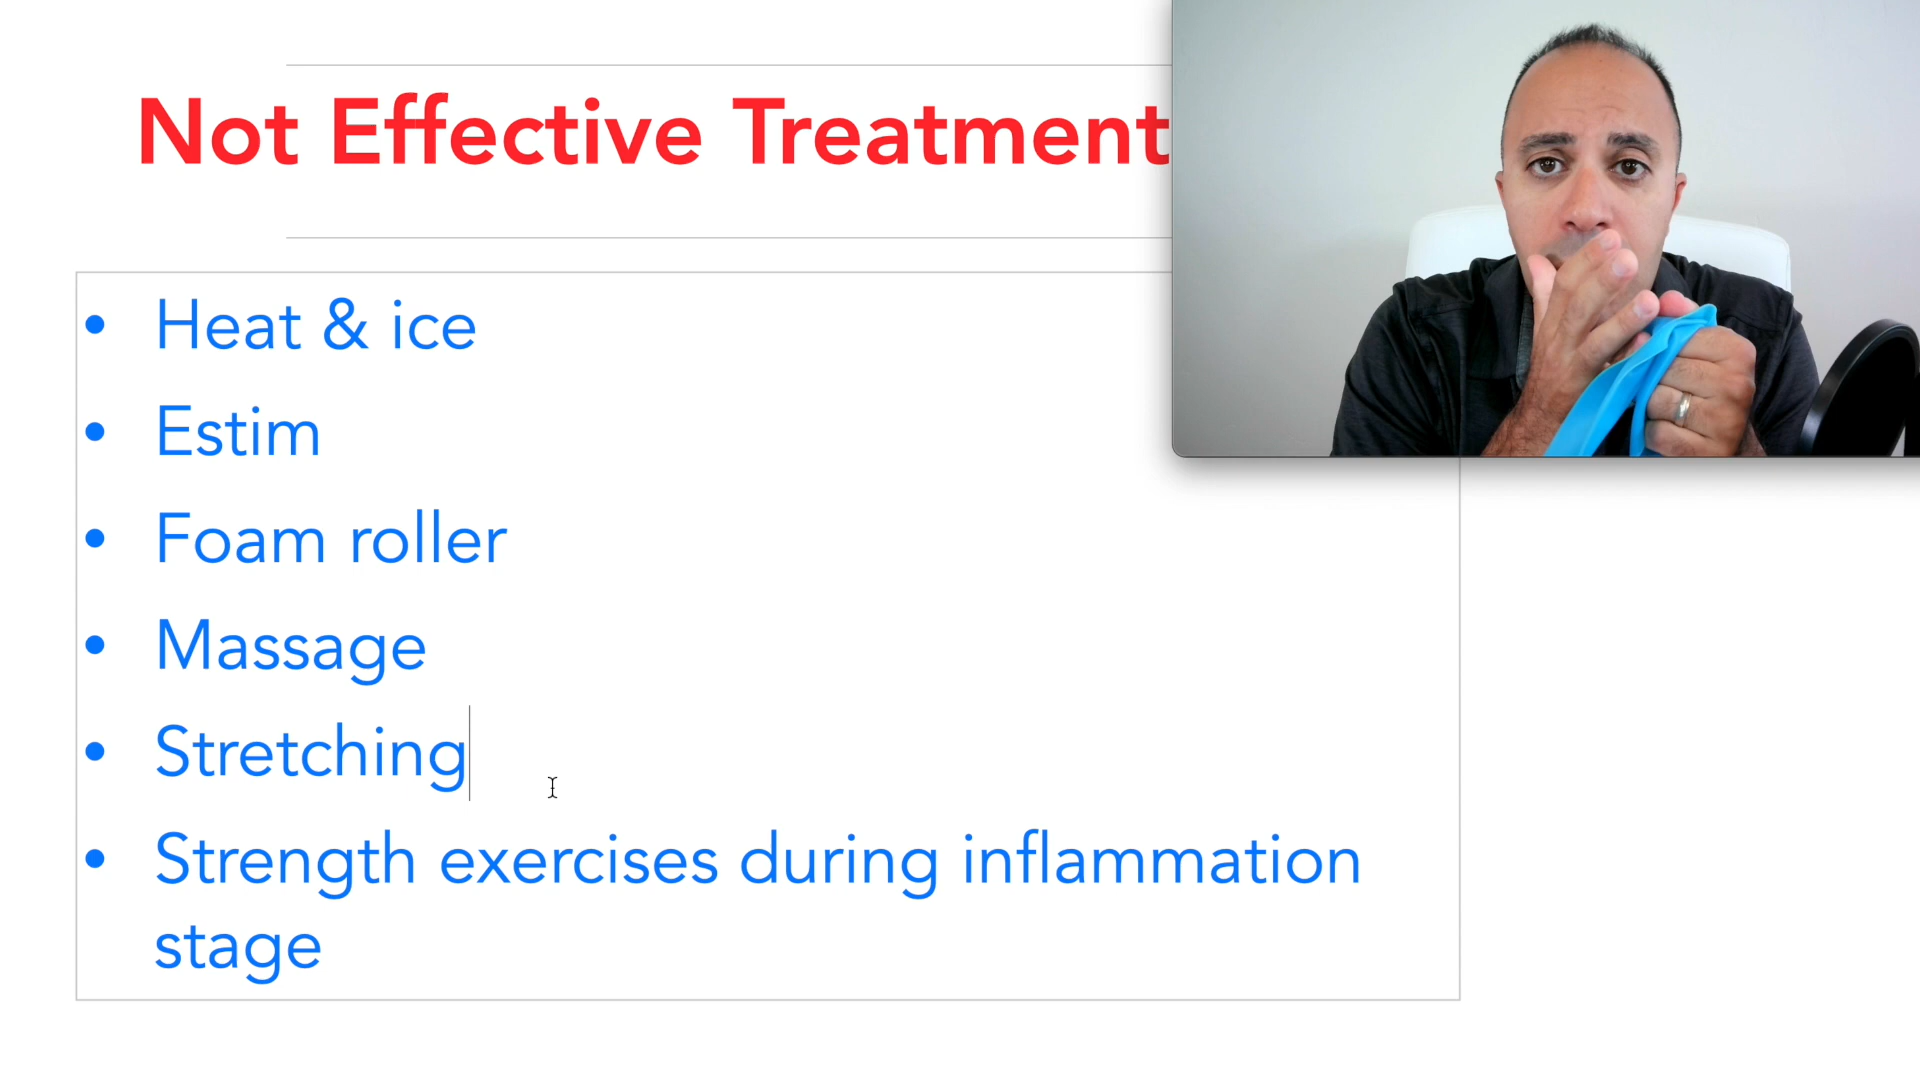 Not Effective Treatment
• Heat & ice
• Estim
• Foam roller
• Massage
• Stretching
• Strength exercises during inflammation
stage